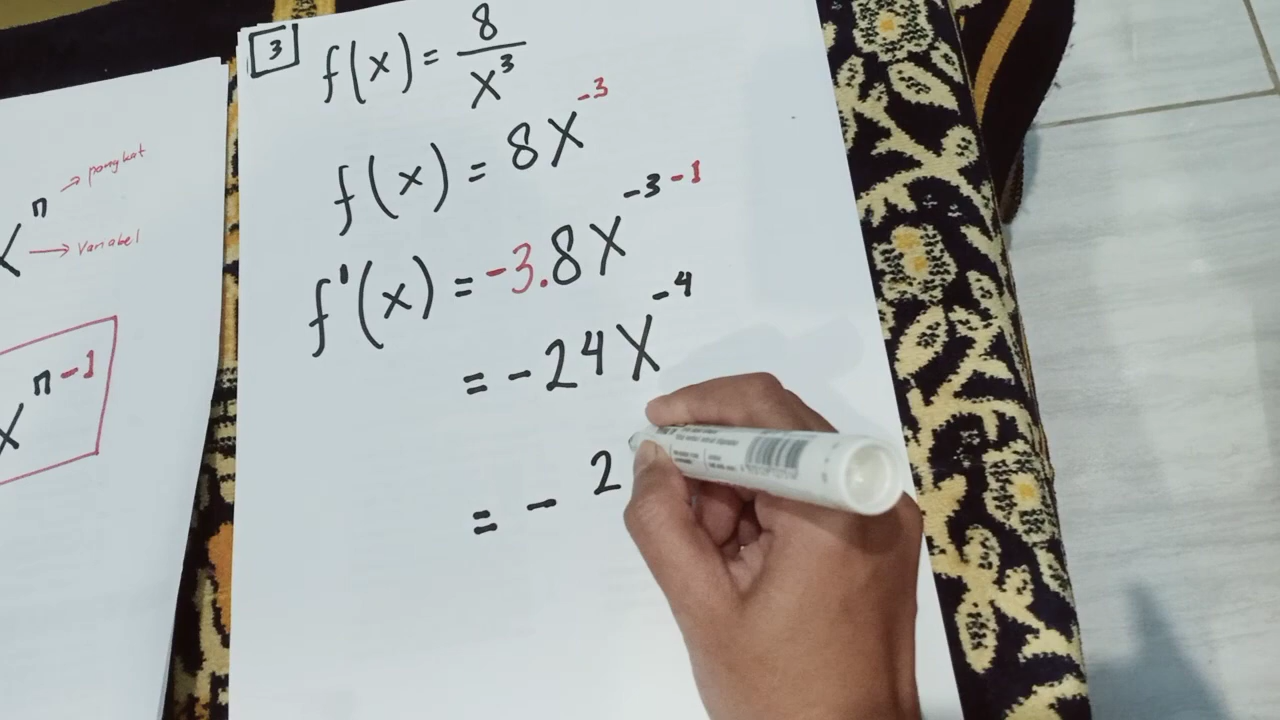 pangkat
xⁿ
Variabel
xⁿ⁻¹
3
f(x) = 8/x³
f(x) = 8x⁻³
f'(x) = -3.8x⁻³⁻¹
= -24x⁻⁴
= - 2